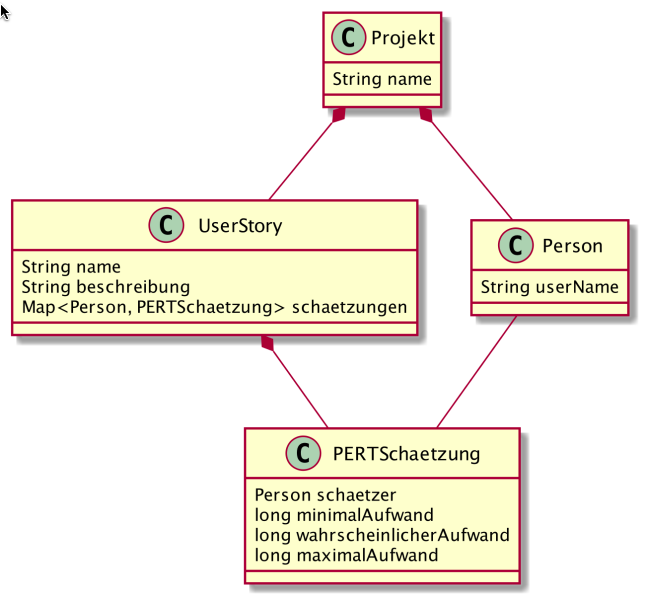 C Projekt
String name
C UserStory
String name
String beschreibung
Map<Person, PERTSchaetzung> schaetzungen
C Person
String userName
C PERTSchaetzung
Person schaetzer
long minimalAufwand
long wahrscheinlicherAufwand
long maximalAufwand